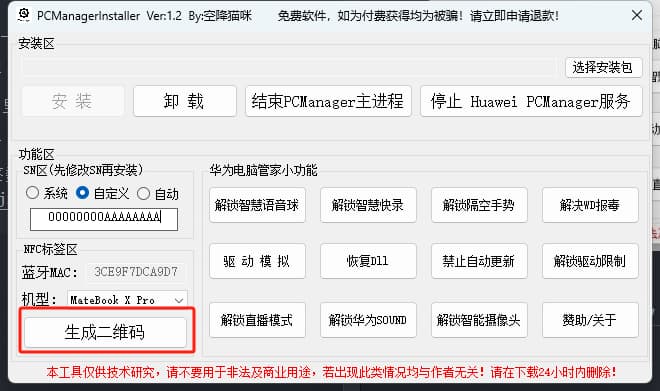 PCManagerInstaller Ver:1.2 By:空降猫咪 免费软件，如为付费获得均为被骗！请立即申请退款！
安装区
选择安装包
安 装 卸 载 结束PCManager主进程 停止 Huawei PCManager服务
功能区
SN区(先修改SN再安装)
系统 自定义 自动
00000000AAAAAAAA
NFC标签区
蓝牙MAC: 3CE9F7DCA9D7
机型: MateBook X Pro
生成二维码
华为电脑管家小功能
解锁智慧语音球 解锁智慧快录 解锁隔空手势 解决WD报毒
驱 动 模 拟 恢复Dll 禁止自动更新 解锁驱动限制
解锁直播模式 解锁华为SOUND 解锁智能摄像头 赞助/关于
本工具仅供技术研究，请不要用于非法及商业用途，若出现此类情况均与作者无关！请在下载24小时内删除！